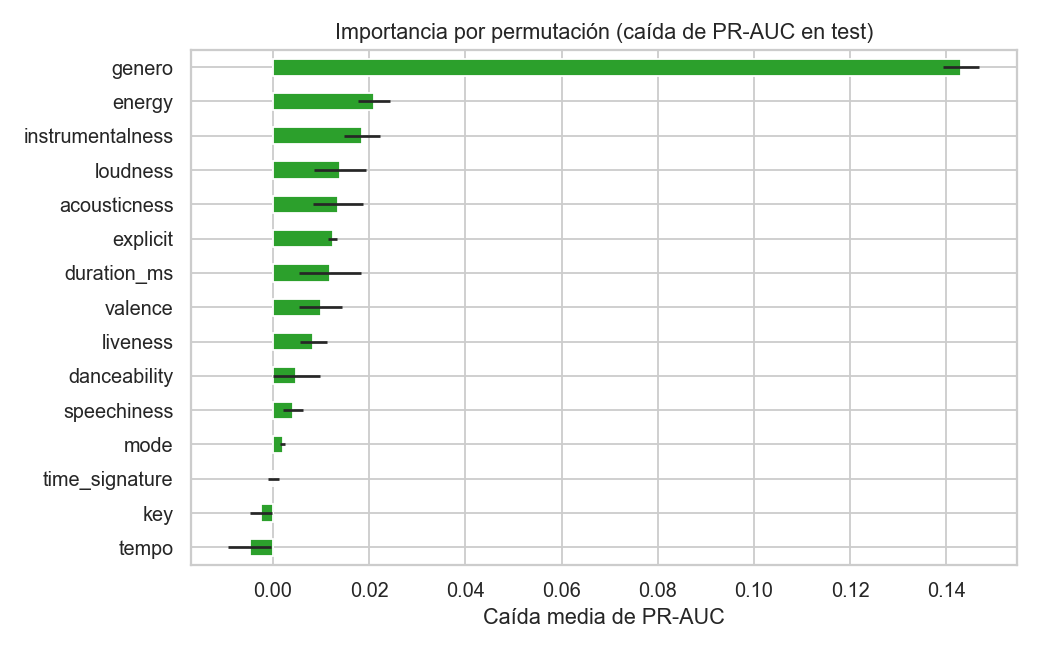 Importancia por permutación (caída de PR-AUC en test)
genero
energy
instrumentalness
loudness
acousticness
explicit
duration_ms
valence
liveness
danceability
speechiness
mode
time_signature
key
tempo
0.00 0.02 0.04 0.06 0.08 0.10 0.12 0.14
Caída media de PR-AUC